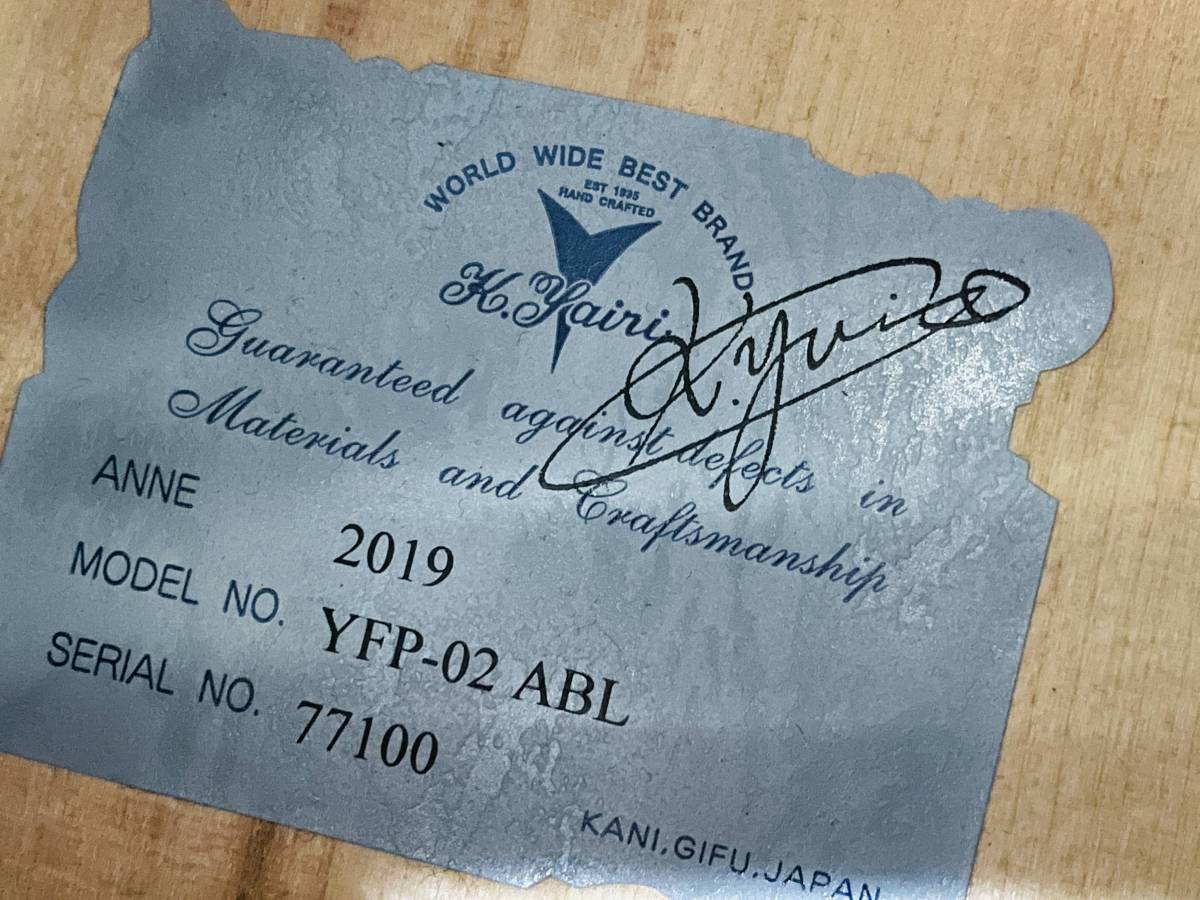 WORLD WIDE BEST BRAND
EST 1935
HAND CRAFTED
K.Yairi
K.Yairi
Guaranteed against defects in
Materials and Craftsmanship
ANNE 2019
MODEL NO. YFP-02 ABL
SERIAL NO. 77100
KANI.GIFU.JAPAN